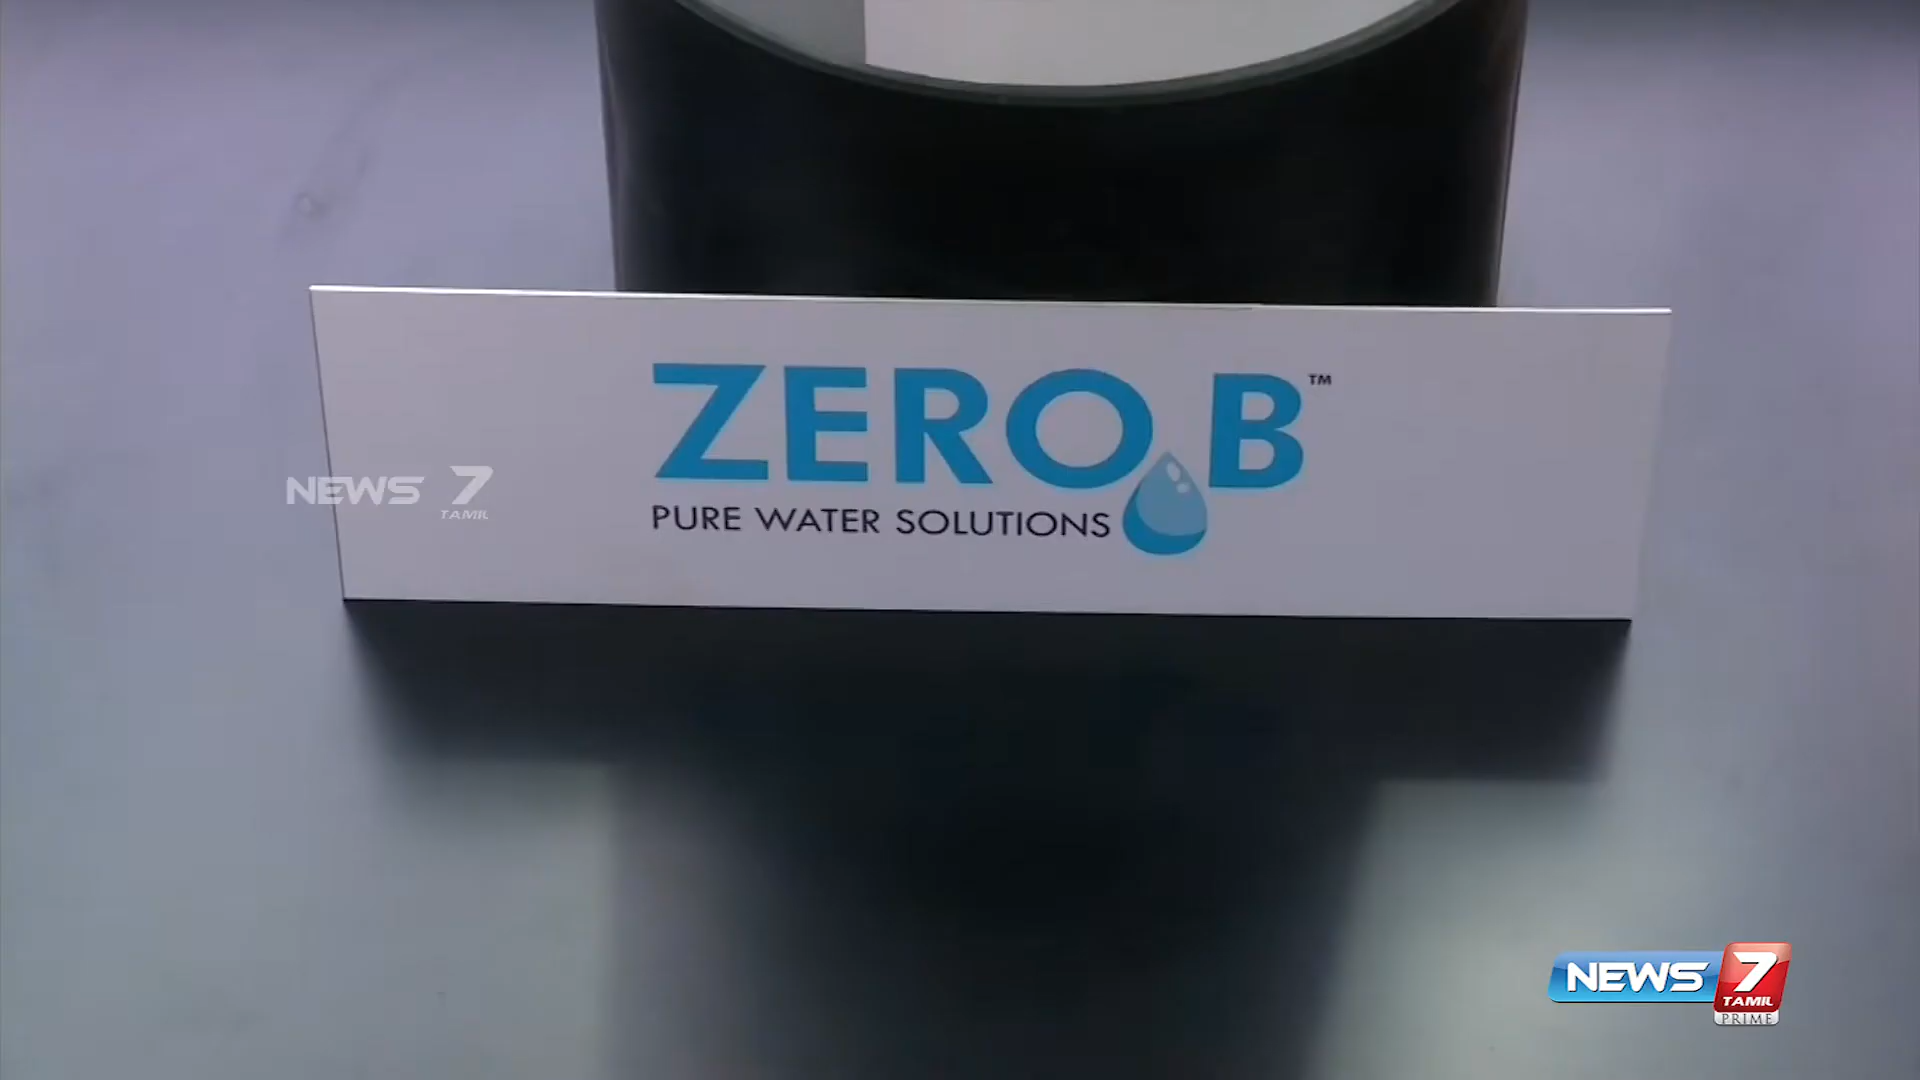 ZERO B™
PURE WATER SOLUTIONS
NEWS 7
TAMIL
NEWS 7
TAMIL
PRIME